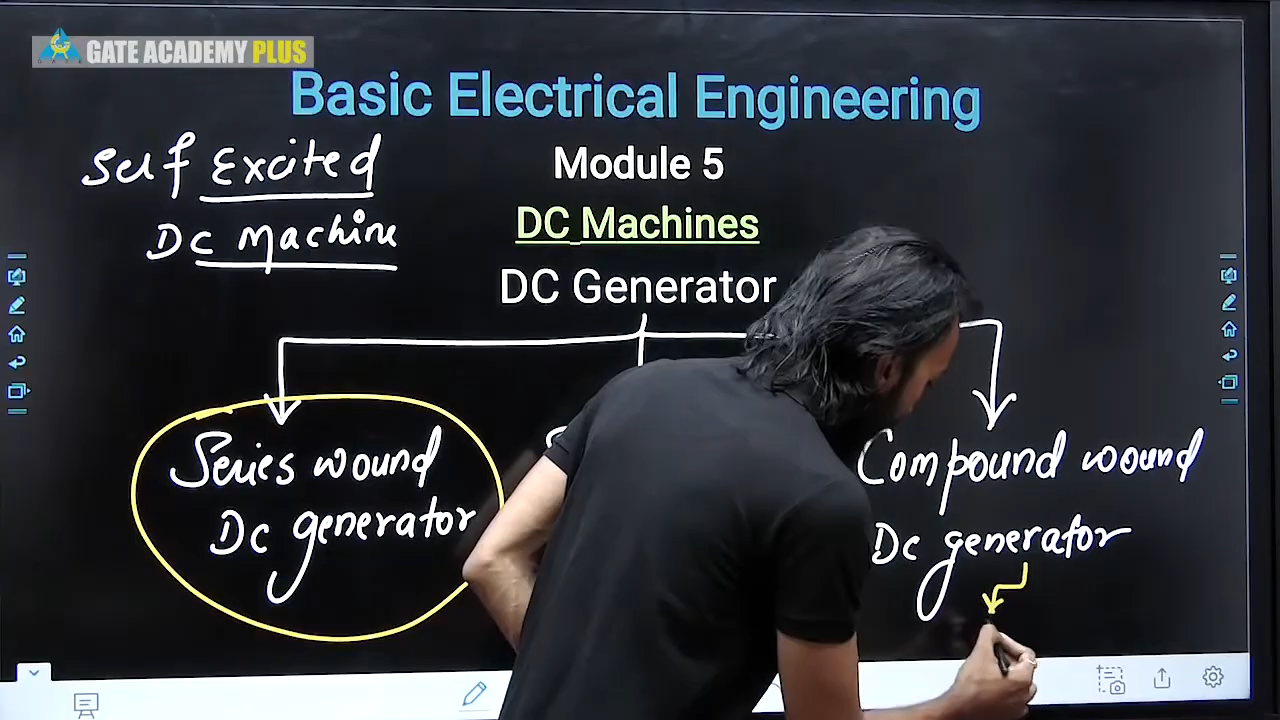 GATE ACADEMY PLUS
Basic Electrical Engineering
Self Excited
DC Machine
Module 5
DC Machines
DC Generator
Series wound
DC generator
Compound wound
DC generator